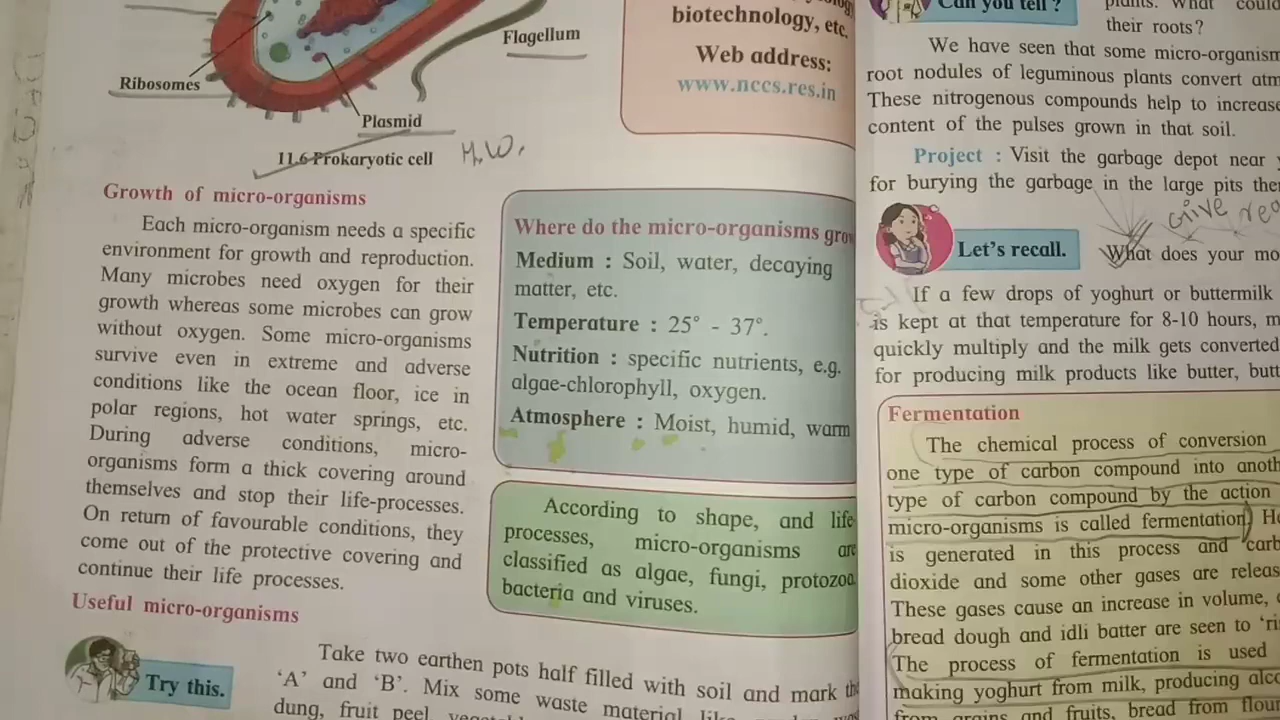 Flagellum
Ribosomes
Plasmid
11.6 Prokaryotic cell
H.W.
Growth of micro-organisms
Each micro-organism needs a specific
environment for growth and reproduction.
Many microbes need oxygen for their
growth whereas some microbes can grow
without oxygen. Some micro-organisms
survive even in extreme and adverse
conditions like the ocean floor, ice in
polar regions, hot water springs, etc.
During adverse conditions, micro-
organisms form a thick covering around
themselves and stop their life-processes.
On return of favourable conditions, they
come out of the protective covering and
continue their life processes.
Useful micro-organisms
Try this.
Take two earthen pots half filled with soil and mark
'A' and 'B'. Mix some waste material like
dung, fruit peel
biotechnology, etc.
Web address:
www.nccs.res.in
Where do the micro-organisms
Medium : Soil, water, decaying
matter, etc.
Temperature : 25° - 37°.
Nutrition : specific nutrients, e.g.
algae-chlorophyll, oxygen.
Atmosphere : Moist, humid, warm
According to shape, and life
processes, micro-organisms are
classified as algae, fungi, protozoa
bacteria and viruses.
Can you tell ?
plants. What could
their roots?
We have seen that some micro-organism
root nodules of leguminous plants convert
These nitrogenous compounds help to increase
content of the pulses grown in that soil.
Project : Visit the garbage depot near
for burying the garbage in the large pits
Give
Let's recall.
What does your
If a few drops of yoghurt or buttermilk
is kept at that temperature for 8-10 hours,
quickly multiply and the milk gets converted
for producing milk products like butter,
Fermentation
The chemical process of conversion
one type of carbon compound into
type of carbon compound by the action
micro-organisms is called fermentation.
is generated in this process and
dioxide and some other gases are
These gases cause an increase in volume,
bread dough and idli batter are seen to
The process of fermentation is used
making yoghurt from milk, producing
from grains and fruits, bread from